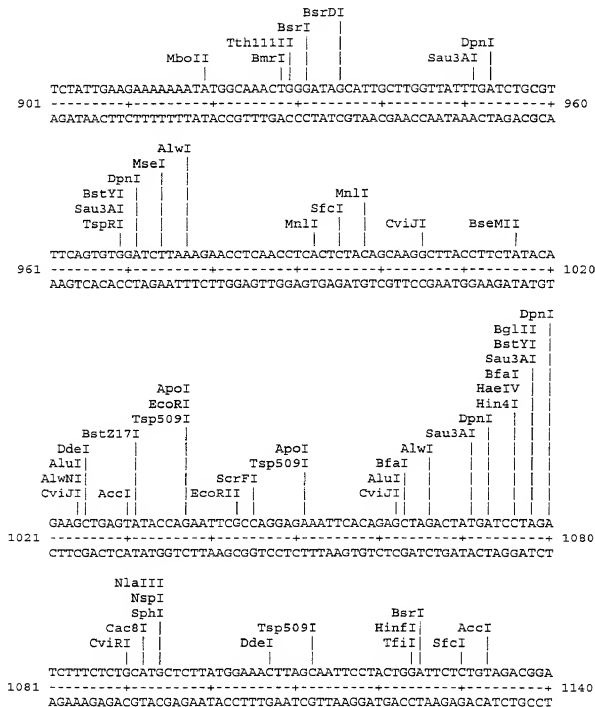 BsrDI
BsrI
Tth111II DpnI
MboII BmrI Sau3AI
TCTATTGAAGAAAAAAATATGGCAAACTGGGATAGCATTGCTTGGTTATTTGATCTGCGT
901 ---------+---------+---------+---------+---------+---------+ 960
AGATAACTTCTTTTTTTATACCGTTTGACCCTATCGTAACGAACCAATAAACTAGACGCA
AlwI
MseI
DpnI
BstYI MnlI
Sau3AI SfcI
TspRI MnlI CviJI BseMII
TTCAGTGTGGATCTTAAAGAACCTCAACCTCACTCTACAGCAAGGCTTACCTTCTATACA
961 ---------+---------+---------+---------+---------+---------+ 1020
AAGTCACACCTAGAATTTCTTGGAGTTGGAGTGAGATGTCGTTCCGAATGGAAGATATGT
DpnI
BglII
BstYI
Sau3AI
BfaI
ApoI HaeIV
EcoRI Hin4I
Tsp509I DpnI
BstZ17I Sau3AI
DdeI ApoI AlwI
AluI Tsp509I BfaI
AlwNI ScrFI AluI
CviJI AccI EcoRII CviJI
GAAGCTGAGTATACCAGAATTCGCCAGGAGAAATTCACAGAGCTAGACTATGATCCTAGA
1021 ---------+---------+---------+---------+---------+---------+ 1080
CTTCGACTCATATGGTCTTAAGCGGTCCTCTTTAAGTGTCTCGATCTGATACTAGGATCT
NlaIII
NspI
SphI BsrI
Cac8I Tsp509I HinfI AccI
CviRI DdeI TfiI SfcI
TCTTTCTCTGCATGCTCTTATGGAAACTTAGCAATTCCTACTGGATTCTCTGTAGACGGA
1081 ---------+---------+---------+---------+---------+---------+ 1140
AGAAAGAGACGTACGAGAATACCTTTGAATCGTTAAGGATGACCTAAGAGACATCTGCCT